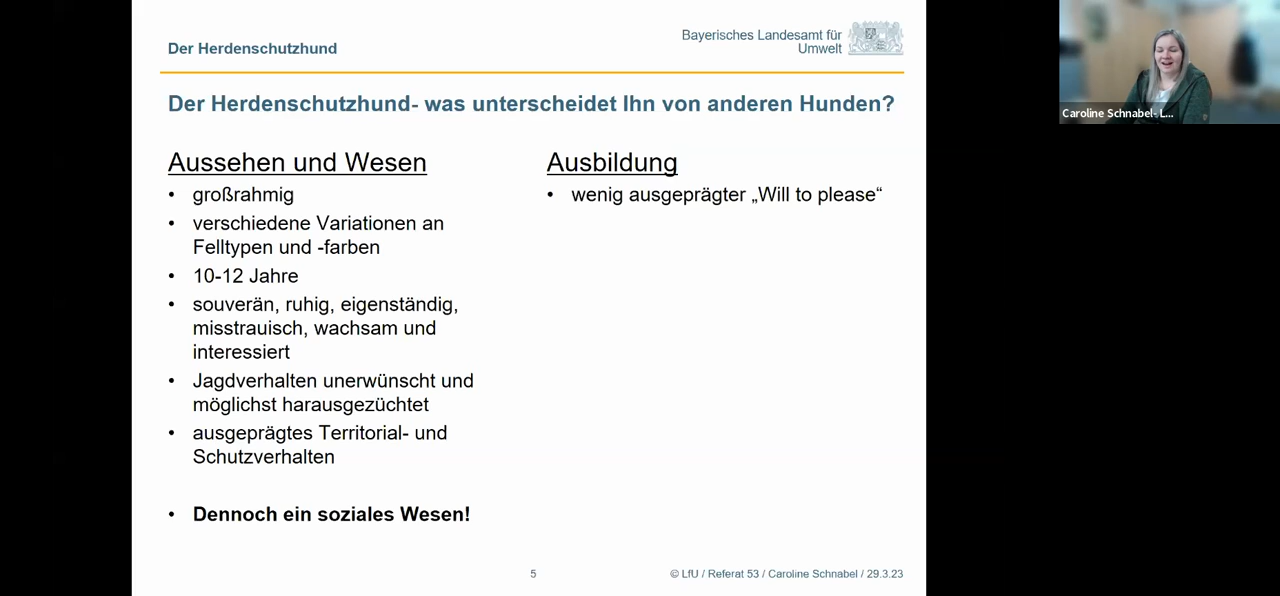 Der Herdenschutzhund
Bayerisches Landesamt für
Umwelt
Der Herdenschutzhund- was unterscheidet Ihn von anderen Hunden?
Aussehen und Wesen
• großrahmig
• verschiedene Variationen an
Felltypen und -farben
• 10-12 Jahre
• souverän, ruhig, eigenständig,
misstrauisch, wachsam und
interessiert
• Jagdverhalten unerwünscht und
möglichst harausgezüchtet
• ausgeprägtes Territorial- und
Schutzverhalten
• Dennoch ein soziales Wesen!
Ausbildung
• wenig ausgeprägter „Will to please“
5
© LfU / Referat 53 / Caroline Schnabel / 29.3.23
Caroline Schnabel- L...